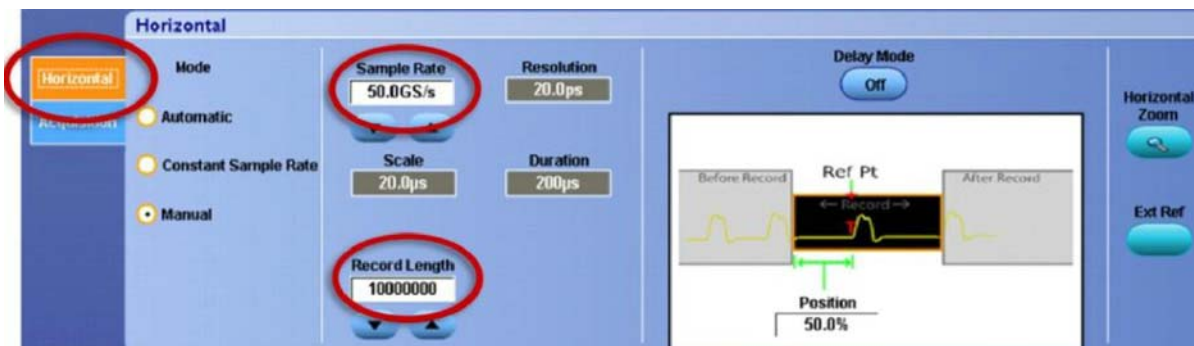 Horizontal
Horizontal
Acquisition
Mode
Automatic
Constant Sample Rate
Manual
Sample Rate
50.0GS/s
Resolution
20.0ps
Scale
20.0µs
Duration
200µs
Record Length
10000000
Delay Mode
Off
Before Record
Ref Pt
← Record →
After Record
T
Position
50.0%
Horizontal
Zoom
Ext Ref